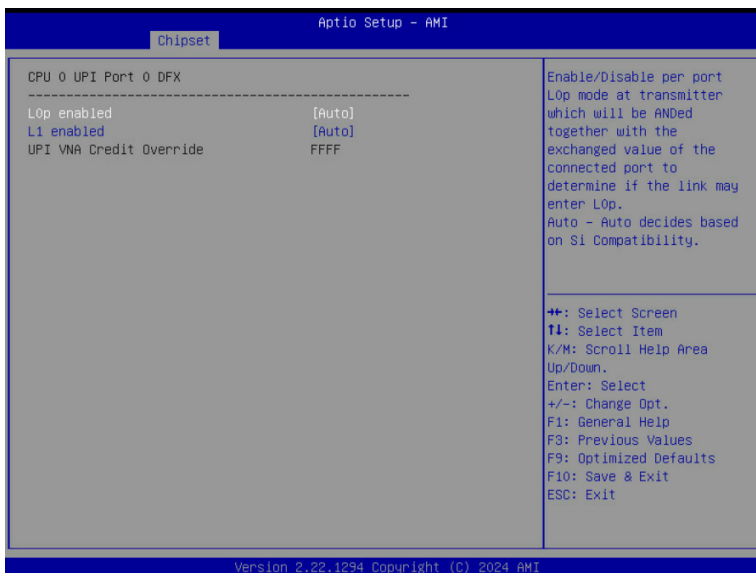 Aptio Setup – AMI
Chipset
CPU 0 UPI Port 0 DFX
--------------------------------------------------
L0p enabled [Auto]
L1 enabled [Auto]
UPI VNA Credit Override FFFF
Enable/Disable per port
L0p mode at transmitter
which will be ANDed
together with the
exchanged value of the
connected port to
determine if the link may
enter L0p.
Auto – Auto decides based
on Si Compatibility.
→←: Select Screen
↑↓: Select Item
K/M: Scroll Help Area
Up/Down.
Enter: Select
+/-: Change Opt.
F1: General Help
F3: Previous Values
F9: Optimized Defaults
F10: Save & Exit
ESC: Exit
Version 2.22.1294 Copyright (C) 2024 AMI